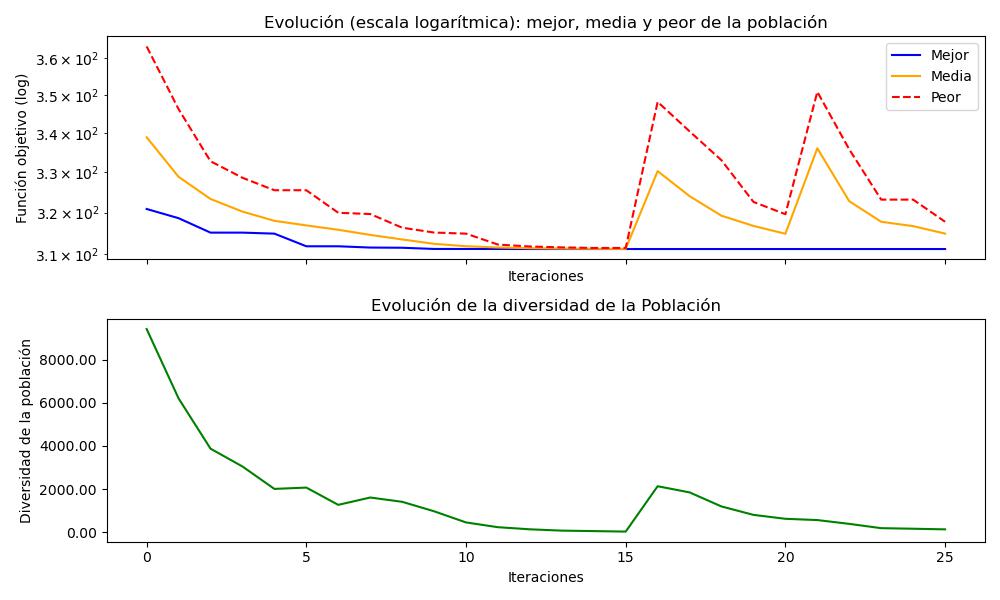 Evolución (escala logarítmica): mejor, media y peor de la población
Función objetivo (log)
3.6 × 10²
3.5 × 10²
3.4 × 10²
3.3 × 10²
3.2 × 10²
3.1 × 10²
Mejor
Media
Peor
Iteraciones
Evolución de la diversidad de la Población
Diversidad de la población
8000.00
6000.00
4000.00
2000.00
0.00
0 5 10 15 20 25
Iteraciones